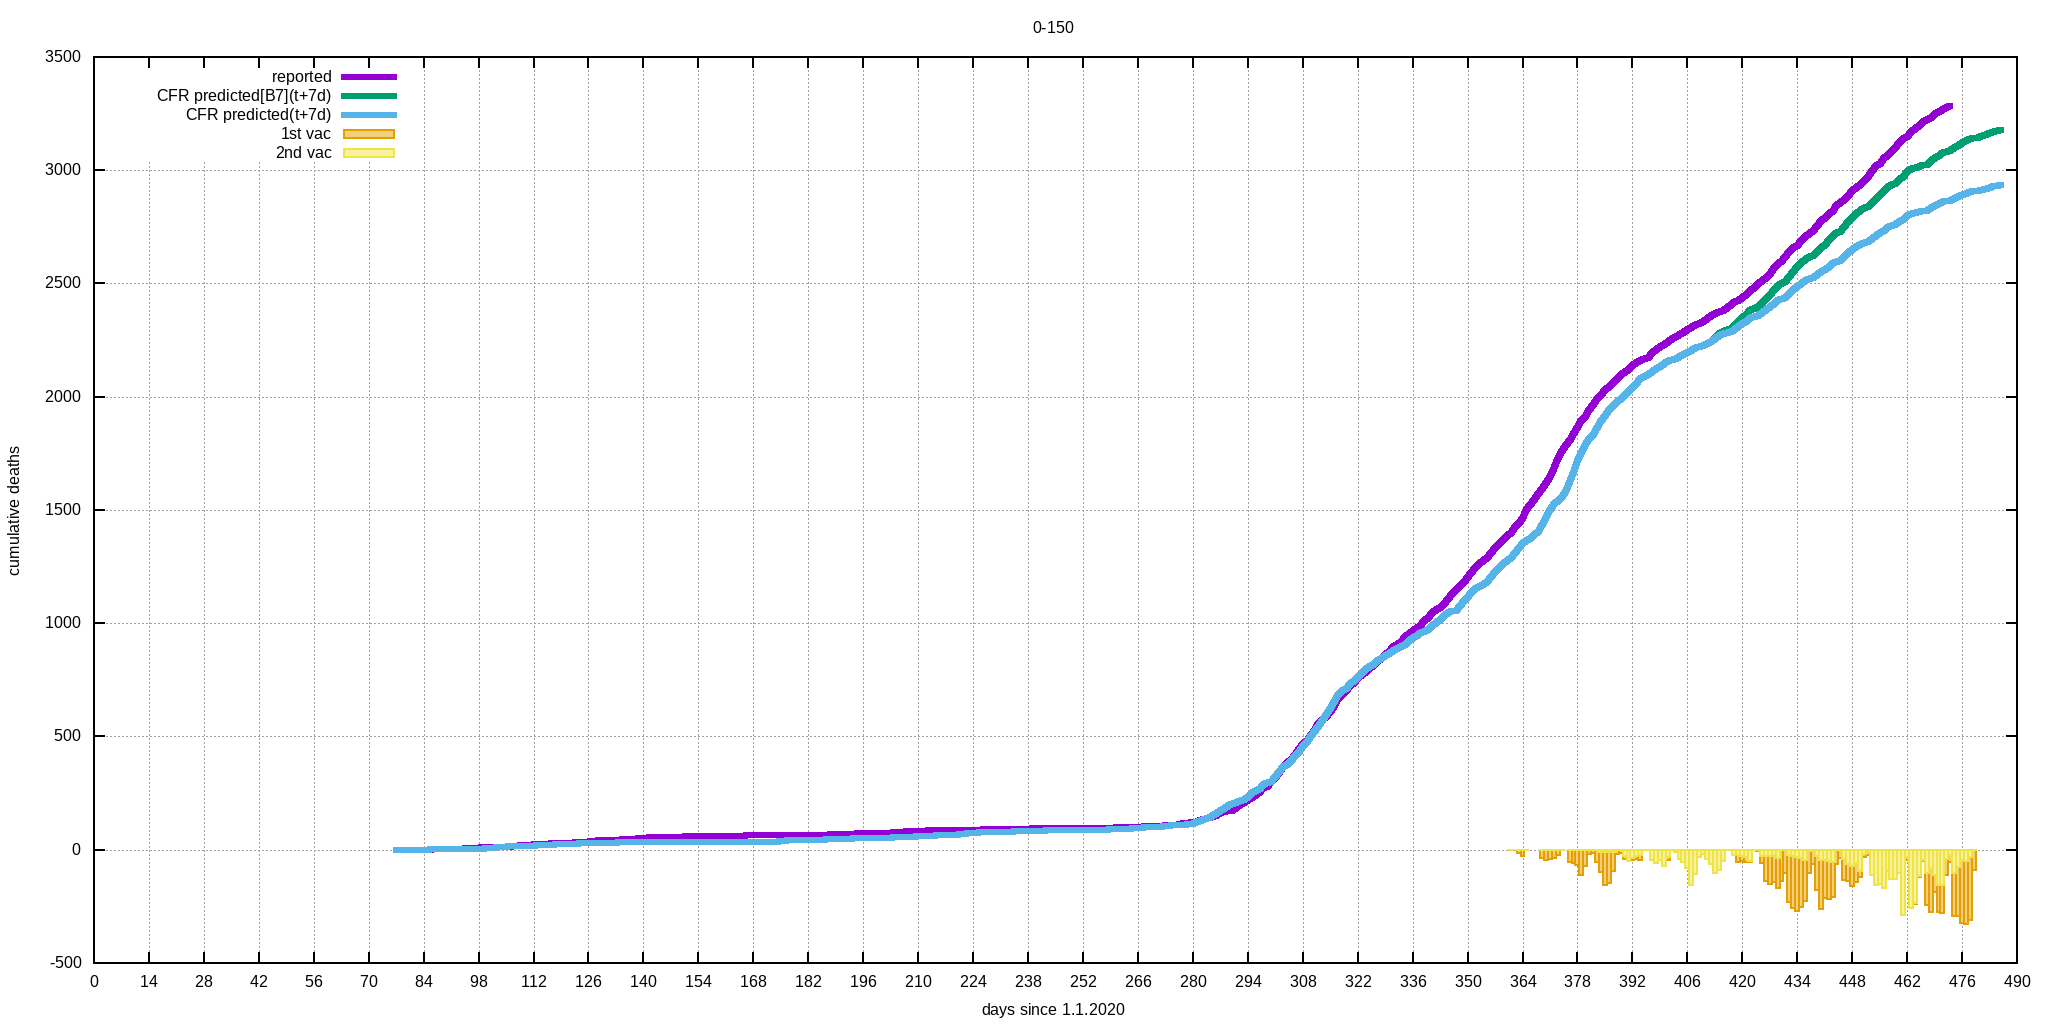 0-150
3500
3000
2500
2000
1500
1000
500
0
-500
cumulative deaths
reported
CFR predicted[B7](t+7d)
CFR predicted(t+7d)
1st vac
2nd vac
0 14 28 42 56 70 84 98 112 126 140 154 168 182 196 210 224 238 252 266 280 294 308 322 336 350 364 378 392 406 420 434 448 462 476 490
days since 1.1.2020